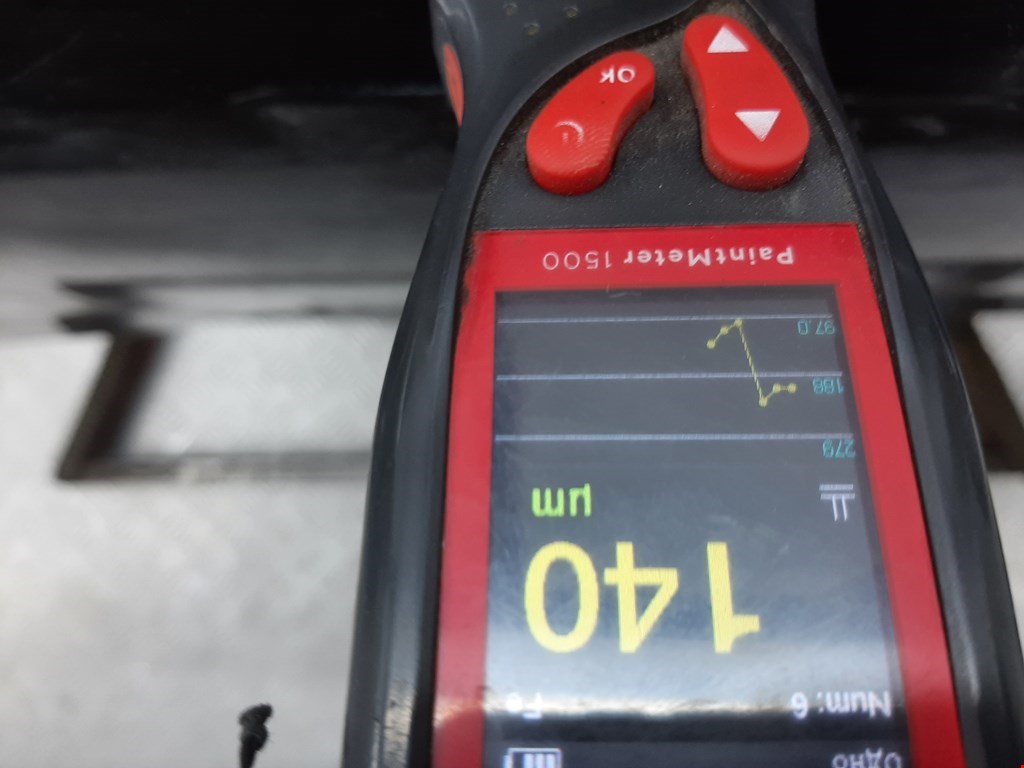 Одно
Num: 6 Fe
140
µm
279
188
97.0
PaintMeter 1500
OK